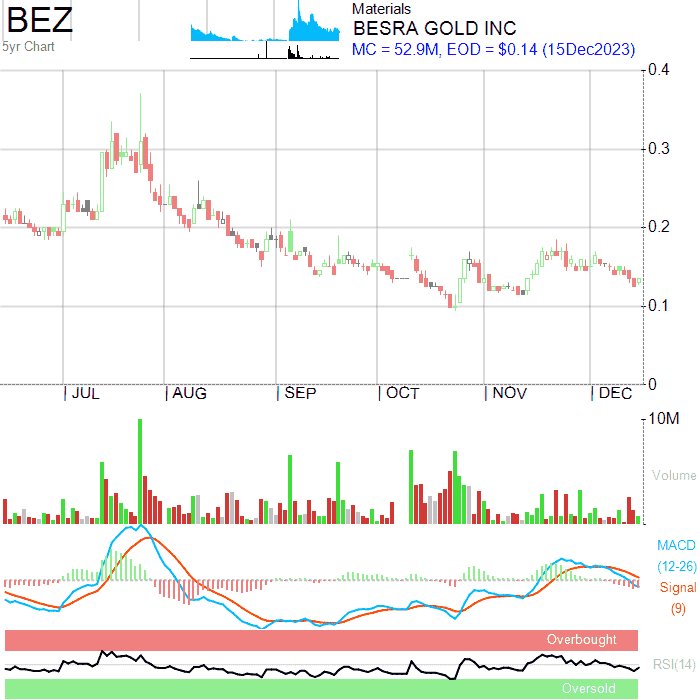 BEZ
5yr Chart
Materials
BESRA GOLD INC
MC = 52.9M, EOD = $0.14 (15Dec2023)
0.4
0.3
0.2
0.1
0
JUL AUG SEP OCT NOV DEC
10M
Volume
MACD
(12-26)
Signal
(9)
Overbought
RSI(14)
Oversold